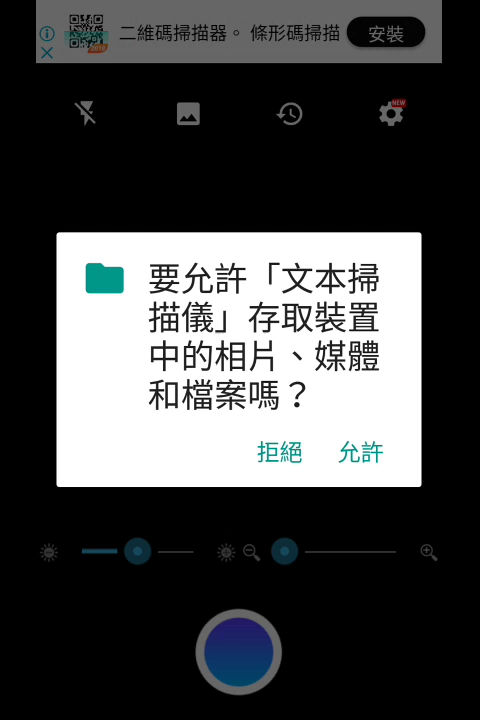 二維碼掃描器。 條形碼掃描
安裝
NEW
要允許「文本掃
描儀」存取裝置
中的相片、媒體
和檔案嗎？
拒絕
允許